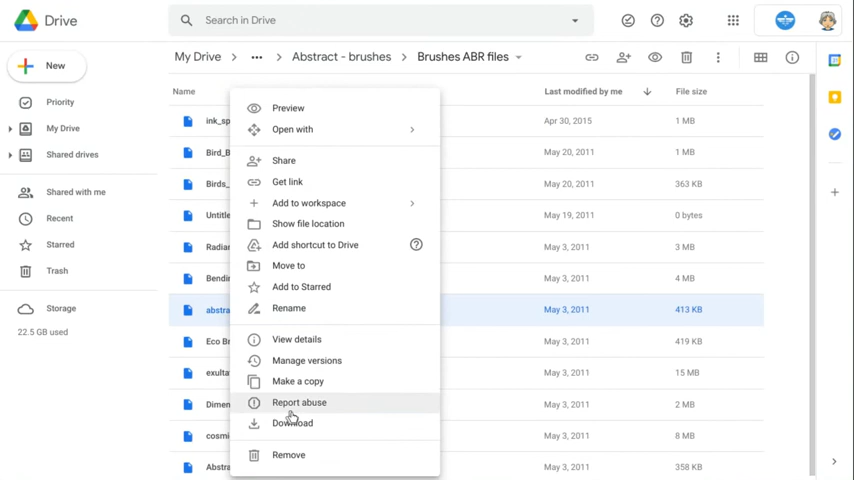 Drive
Search in Drive
New
My Drive
Abstract - brushes
Brushes ABR files
Name
Last modified by me
File size
Priority
My Drive
Shared drives
Shared with me
Recent
Starred
Trash
Storage
22.5 GB used
ink_sp
Apr 30, 2015
1 MB
Bird_B
May 20, 2011
1 MB
Birds_
May 20, 2011
363 KB
Untitle
May 19, 2011
0 bytes
Radian
May 3, 2011
3 MB
Bendin
May 3, 2011
4 MB
abstra
May 3, 2011
413 KB
Eco Br
May 3, 2011
419 KB
exultat
May 3, 2011
15 MB
Dimen
May 3, 2011
2 MB
cosmi
May 3, 2011
8 MB
Abstra
May 3, 2011
358 KB
Preview
Open with
Share
Get link
Add to workspace
Show file location
Add shortcut to Drive
Move to
Add to Starred
Rename
View details
Manage versions
Make a copy
Report abuse
Download
Remove